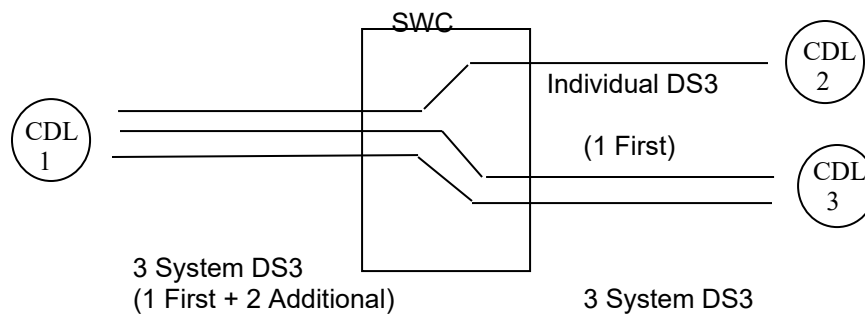 SWC
CDL
2
Individual DS3
CDL
1
(1 First)
CDL
3
3 System DS3
(1 First + 2 Additional)
3 System DS3